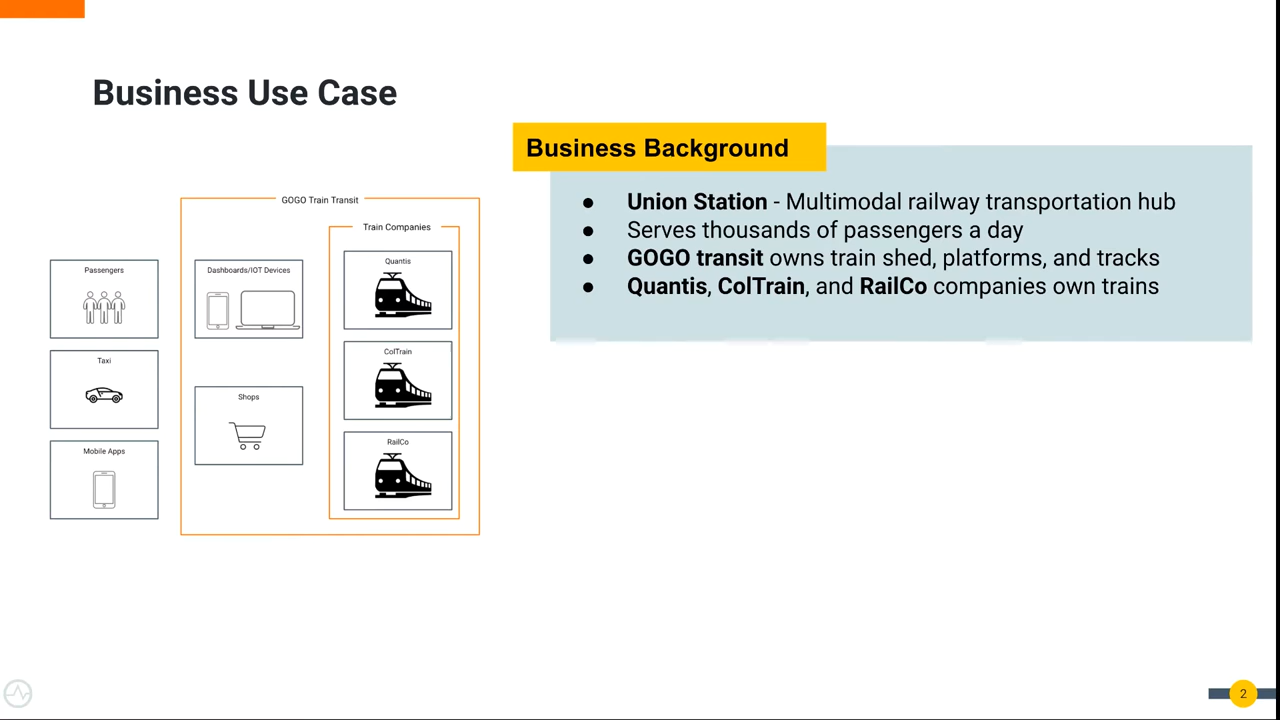 Business Use Case
Business Background
● Union Station - Multimodal railway transportation hub
● Serves thousands of passengers a day
● GOGO transit owns train shed, platforms, and tracks
● Quantis, ColTrain, and RailCo companies own trains
GOGO Train Transit
Train Companies
Passengers
Dashboards/IOT Devices
Quantis
Taxi
ColTrain
Shops
Mobile Apps
RailCo
2